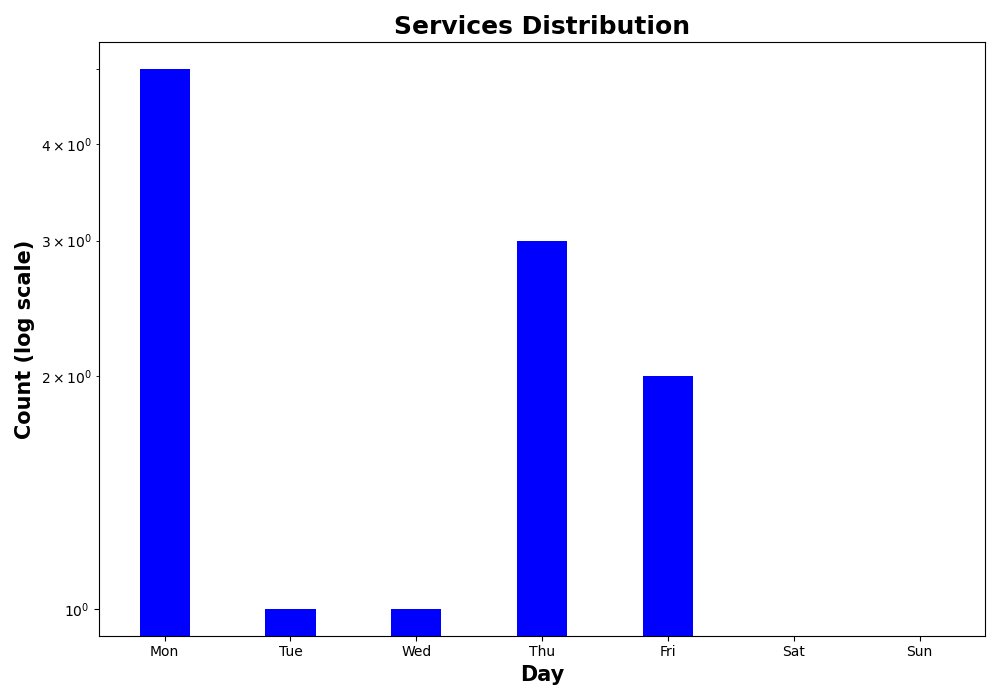 Services Distribution
Count (log scale)
4 × 10⁰
3 × 10⁰
2 × 10⁰
10⁰
Mon Tue Wed Thu Fri Sat Sun
Day